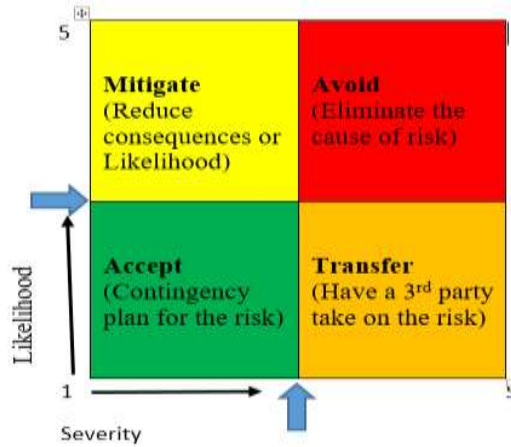 5
Mitigate
(Reduce
consequences or
Likelihood)
Avoid
(Eliminate the
cause of risk)
Accept
(Contingency
plan for the risk)
Transfer
(Have a 3rd party
take on the risk)
Likelihood
1
Severity